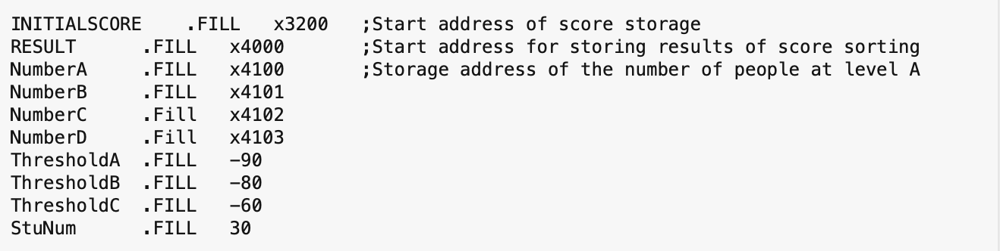 INITIALSCORE    .FILL   x3200   ;Start address of score storage
RESULT      .FILL   x4000       ;Start address for storing results of score sorting
NumberA     .FILL   x4100       ;Storage address of the number of people at level A
NumberB     .FILL   x4101
NumberC     .Fill   x4102
NumberD     .Fill   x4103
ThresholdA  .FILL   -90
ThresholdB  .FILL   -80
ThresholdC  .FILL   -60
StuNum      .FILL   30